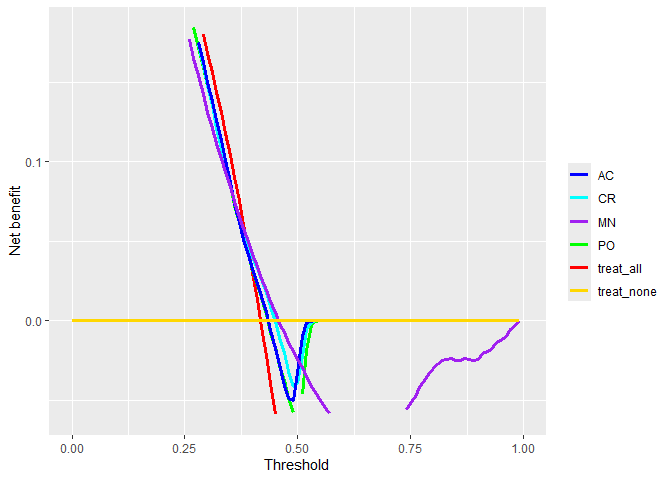 Net benefit
0.1
0.0
0.00
0.25
0.50
0.75
1.00
Threshold
AC
CR
MN
PO
treat_all
treat_none